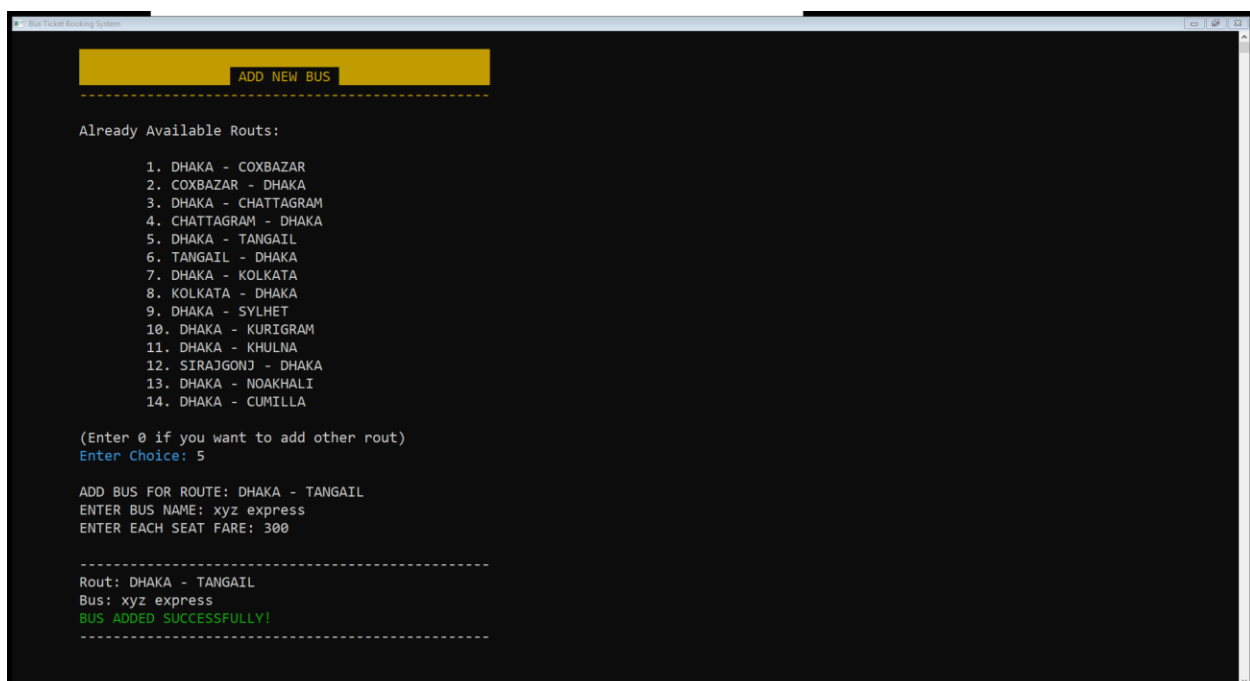 Bus Ticket Booking System
ADD NEW BUS
-------------------------------------------------
Already Available Routs:
1. DHAKA - COXBAZAR
2. COXBAZAR - DHAKA
3. DHAKA - CHATTAGRAM
4. CHATTAGRAM - DHAKA
5. DHAKA - TANGAIL
6. TANGAIL - DHAKA
7. DHAKA - KOLKATA
8. KOLKATA - DHAKA
9. DHAKA - SYLHET
10. DHAKA - KURIGRAM
11. DHAKA - KHULNA
12. SIRAJGONJ - DHAKA
13. DHAKA - NOAKHALI
14. DHAKA - CUMILLA
(Enter 0 if you want to add other rout)
Enter Choice: 5
ADD BUS FOR ROUTE: DHAKA - TANGAIL
ENTER BUS NAME: xyz express
ENTER EACH SEAT FARE: 300
-------------------------------------------------
Rout: DHAKA - TANGAIL
Bus: xyz express
BUS ADDED SUCCESSFULLY!
-------------------------------------------------